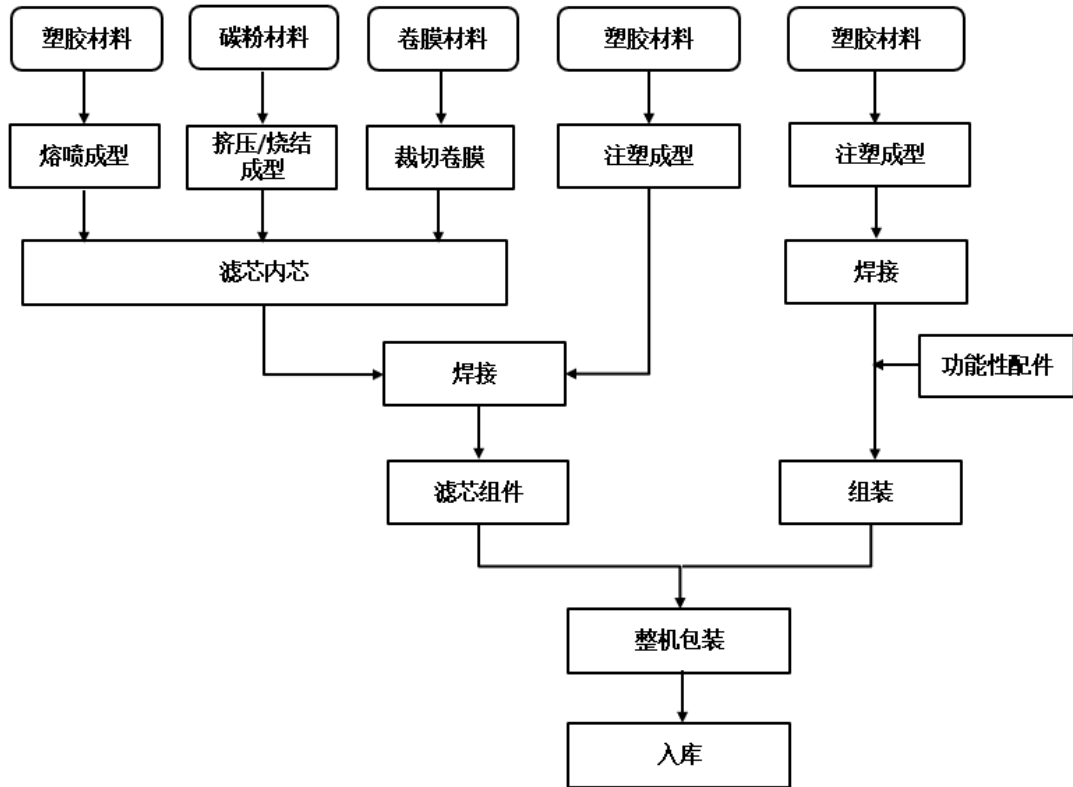 塑胶材料
碳粉材料
卷膜材料
塑胶材料
塑胶材料
熔喷成型
挤压/烧结
成型
裁切卷膜
注塑成型
注塑成型
滤芯内芯
焊接
焊接
功能性配件
滤芯组件
组装
整机包装
入库